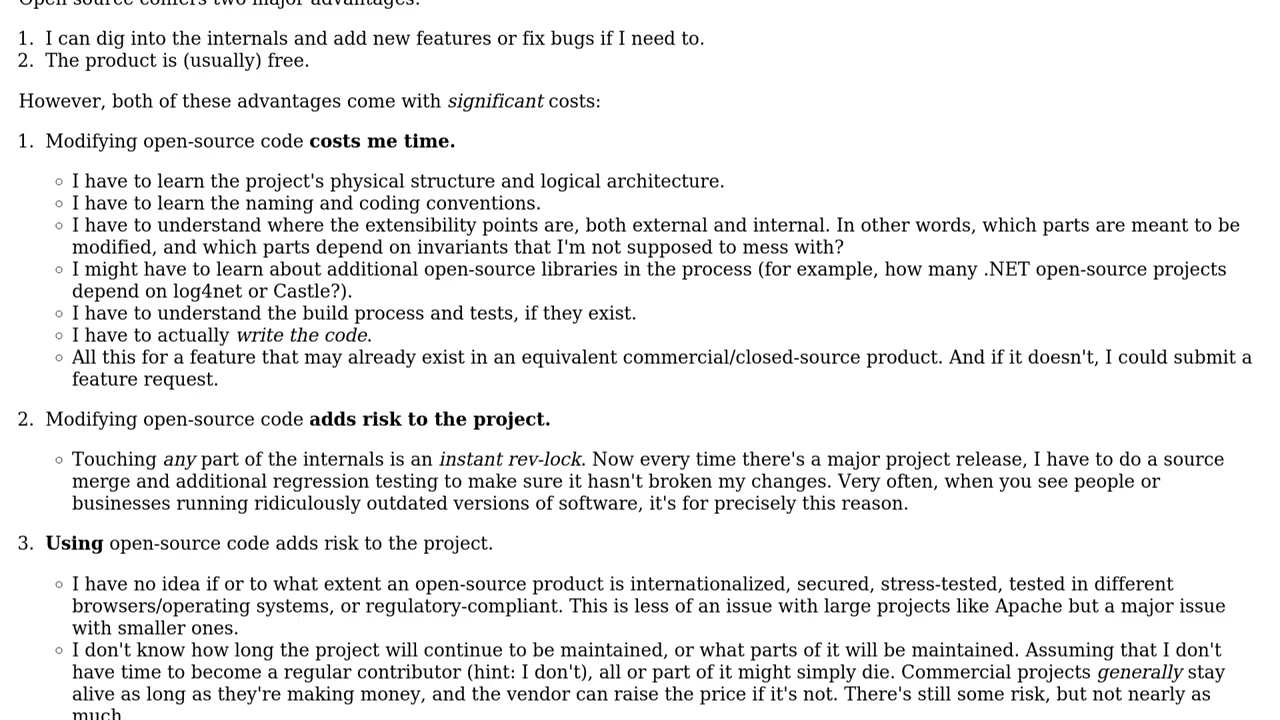 Open source confers two major advantages:
1. I can dig into the internals and add new features or fix bugs if I need to.
2. The product is (usually) free.
However, both of these advantages come with significant costs:
1. Modifying open-source code costs me time.
◦ I have to learn the project's physical structure and logical architecture.
◦ I have to learn the naming and coding conventions.
◦ I have to understand where the extensibility points are, both external and internal. In other words, which parts are meant to be
modified, and which parts depend on invariants that I'm not supposed to mess with?
◦ I might have to learn about additional open-source libraries in the process (for example, how many .NET open-source projects
depend on log4net or Castle?).
◦ I have to understand the build process and tests, if they exist.
◦ I have to actually write the code.
◦ All this for a feature that may already exist in an equivalent commercial/closed-source product. And if it doesn't, I could submit a
feature request.
2. Modifying open-source code adds risk to the project.
◦ Touching any part of the internals is an instant rev-lock. Now every time there's a major project release, I have to do a source
merge and additional regression testing to make sure it hasn't broken my changes. Very often, when you see people or
businesses running ridiculously outdated versions of software, it's for precisely this reason.
3. Using open-source code adds risk to the project.
◦ I have no idea if or to what extent an open-source product is internationalized, secured, stress-tested, tested in different
browsers/operating systems, or regulatory-compliant. This is less of an issue with large projects like Apache but a major issue
with smaller ones.
◦ I don't know how long the project will continue to be maintained, or what parts of it will be maintained. Assuming that I don't
have time to become a regular contributor (hint: I don't), all or part of it might simply die. Commercial projects generally stay
alive as long as they're making money, and the vendor can raise the price if it's not. There's still some risk, but not nearly as
much.